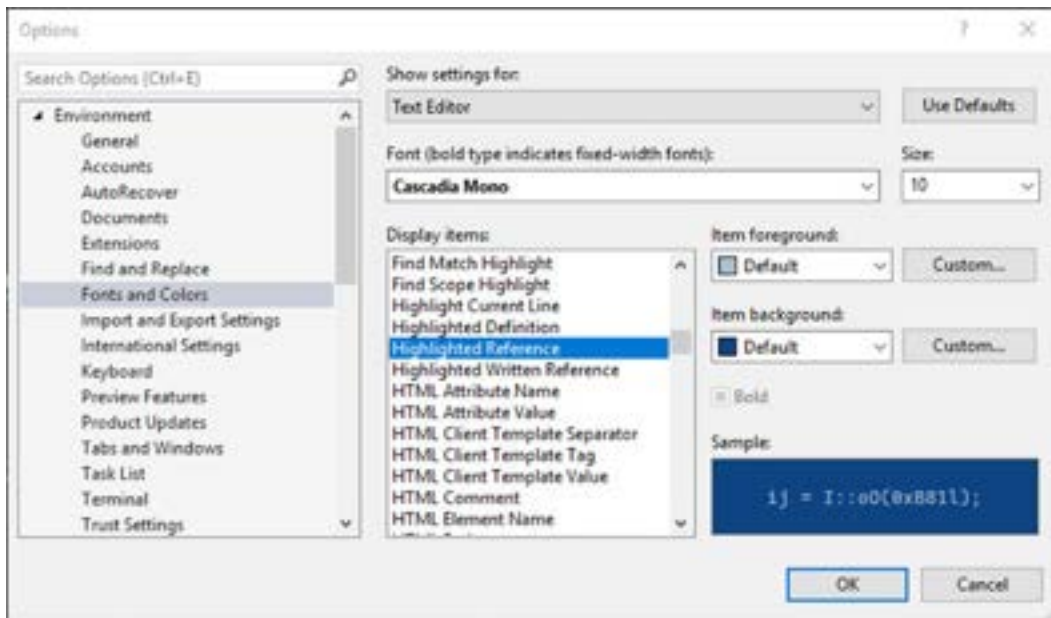 Options
?
Search Options (Ctrl+E)
Environment
General
Accounts
AutoRecover
Documents
Extensions
Find and Replace
Fonts and Colors
Import and Export Settings
International Settings
Keyboard
Preview Features
Product Updates
Tabs and Windows
Task List
Terminal
Trust Settings
Show settings for:
Text Editor
Use Defaults
Font (bold type indicates fixed-width fonts):
Size:
Cascadia Mono
10
Display items:
Find Match Highlight
Find Scope Highlight
Highlight Current Line
Highlighted Definition
Highlighted Reference
Highlighted Written Reference
HTML Attribute Name
HTML Attribute Value
HTML Client Template Separator
HTML Client Template Tag
HTML Client Template Value
HTML Comment
HTML Element Name
Item foreground:
Default
Custom...
Item background:
Default
Custom...
Bold
Sample:
ij = I::oO(0xB81l);
OK
Cancel